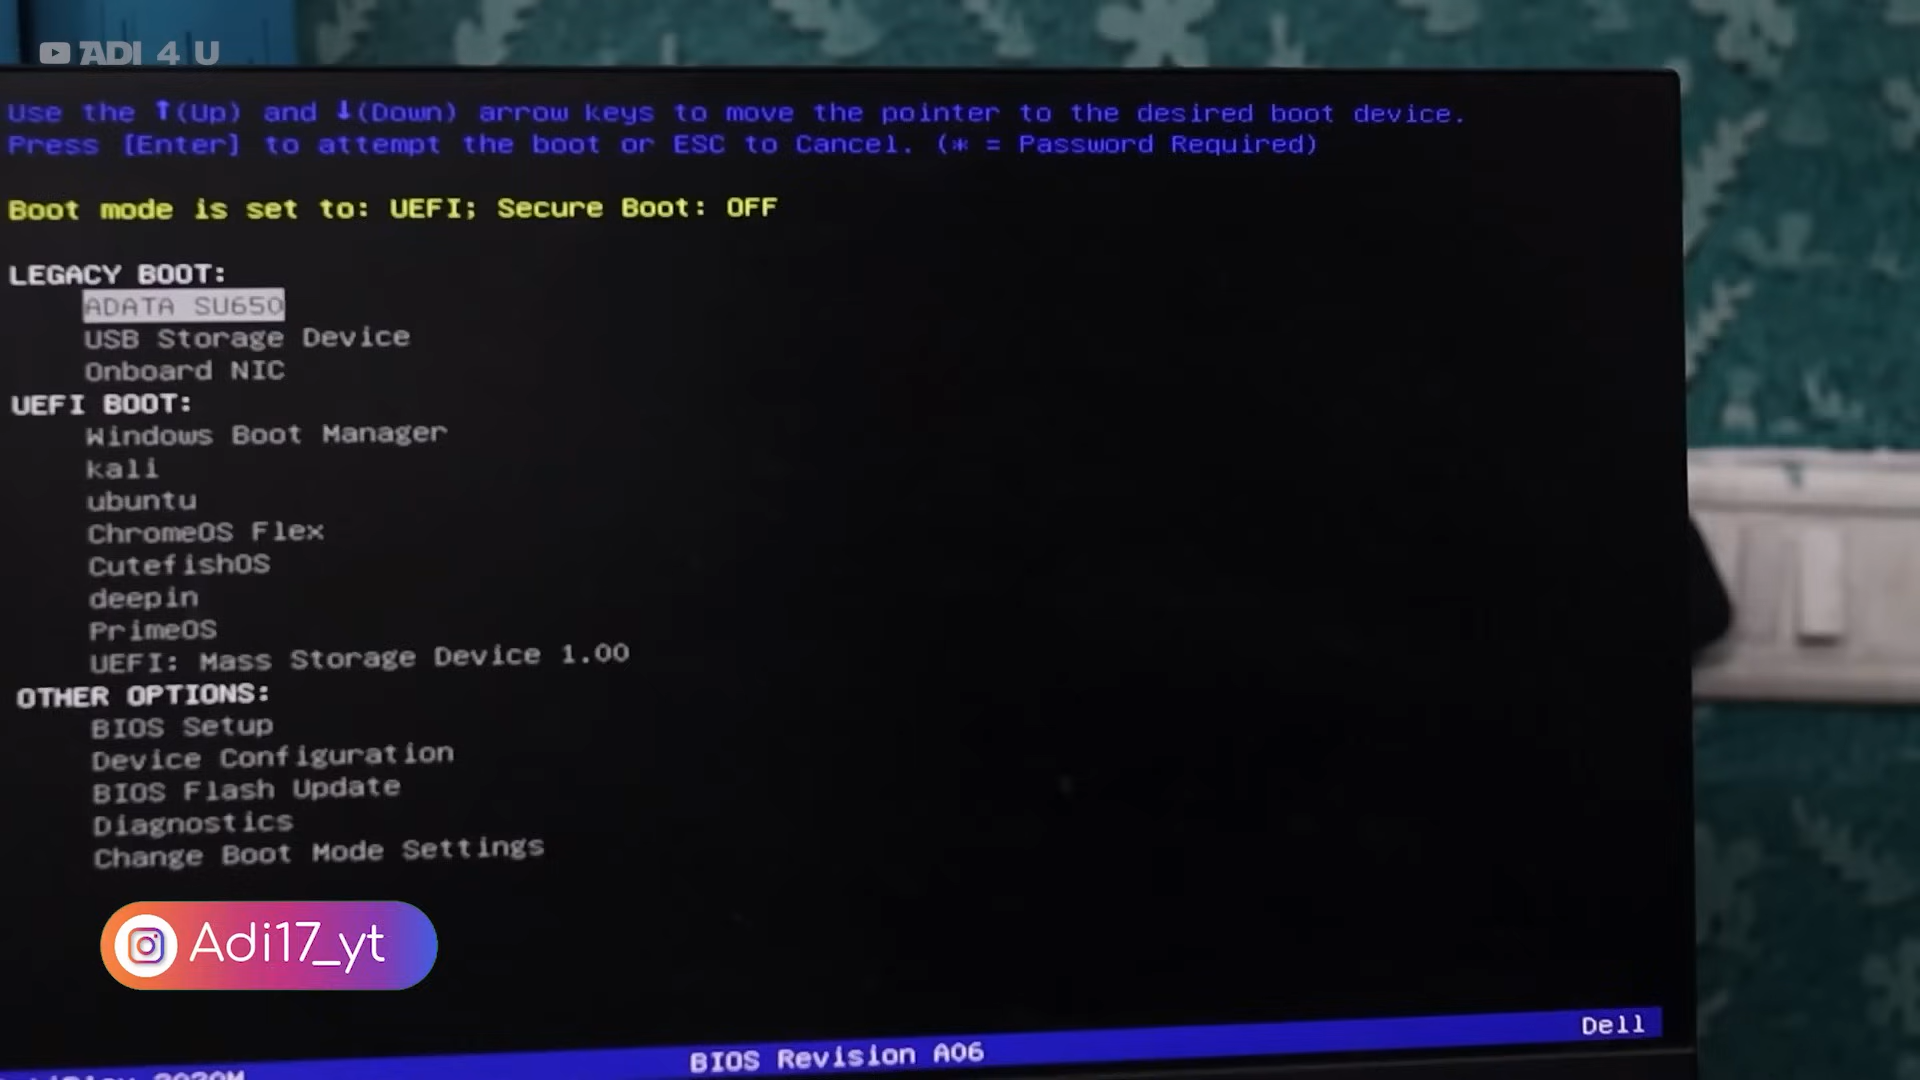 ADI 4 U
Use the ↑(Up) and ↓(Down) arrow keys to move the pointer to the desired boot device.
Press [Enter] to attempt the boot or ESC to Cancel. (* = Password Required)
Boot mode is set to: UEFI; Secure Boot: OFF
LEGACY BOOT:
ADATA SU650
USB Storage Device
Onboard NIC
UEFI BOOT:
Windows Boot Manager
kali
ubuntu
ChromeOS Flex
CutefishOS
deepin
PrimeOS
UEFI: Mass Storage Device 1.00
OTHER OPTIONS:
BIOS Setup
Device Configuration
BIOS Flash Update
Diagnostics
Change Boot Mode Settings
Adi17_yt
Dell
BIOS Revision A06